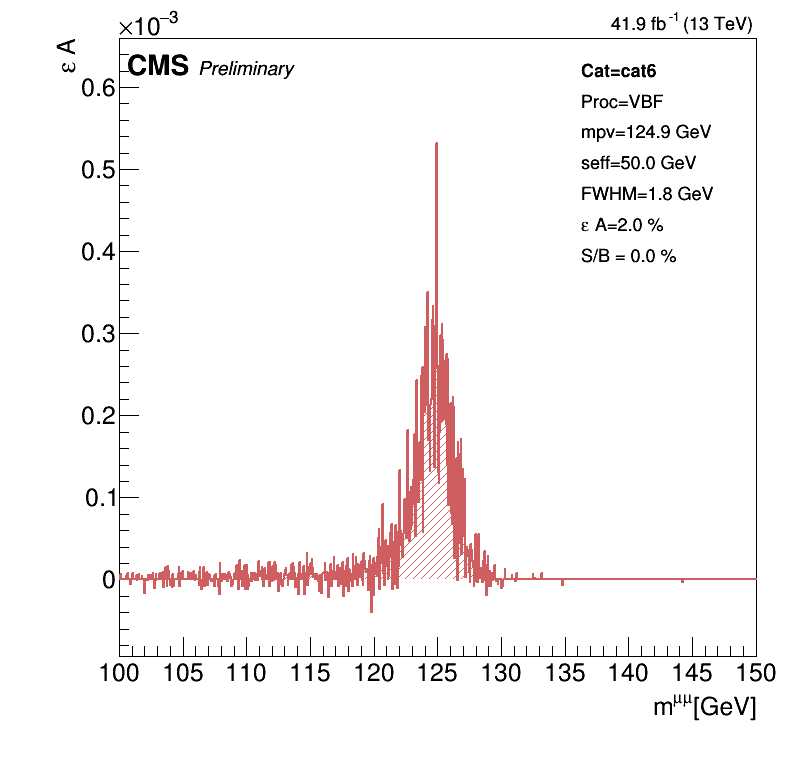 ×10⁻³
41.9 fb⁻¹ (13 TeV)
ε A
CMS Preliminary
Cat=cat6
Proc=VBF
mpv=124.9 GeV
seff=50.0 GeV
FWHM=1.8 GeV
ε A=2.0 %
S/B = 0.0 %
0.6
0.5
0.4
0.3
0.2
0.1
0
100 105 110 115 120 125 130 135 140 145 150
m^μμ[GeV]